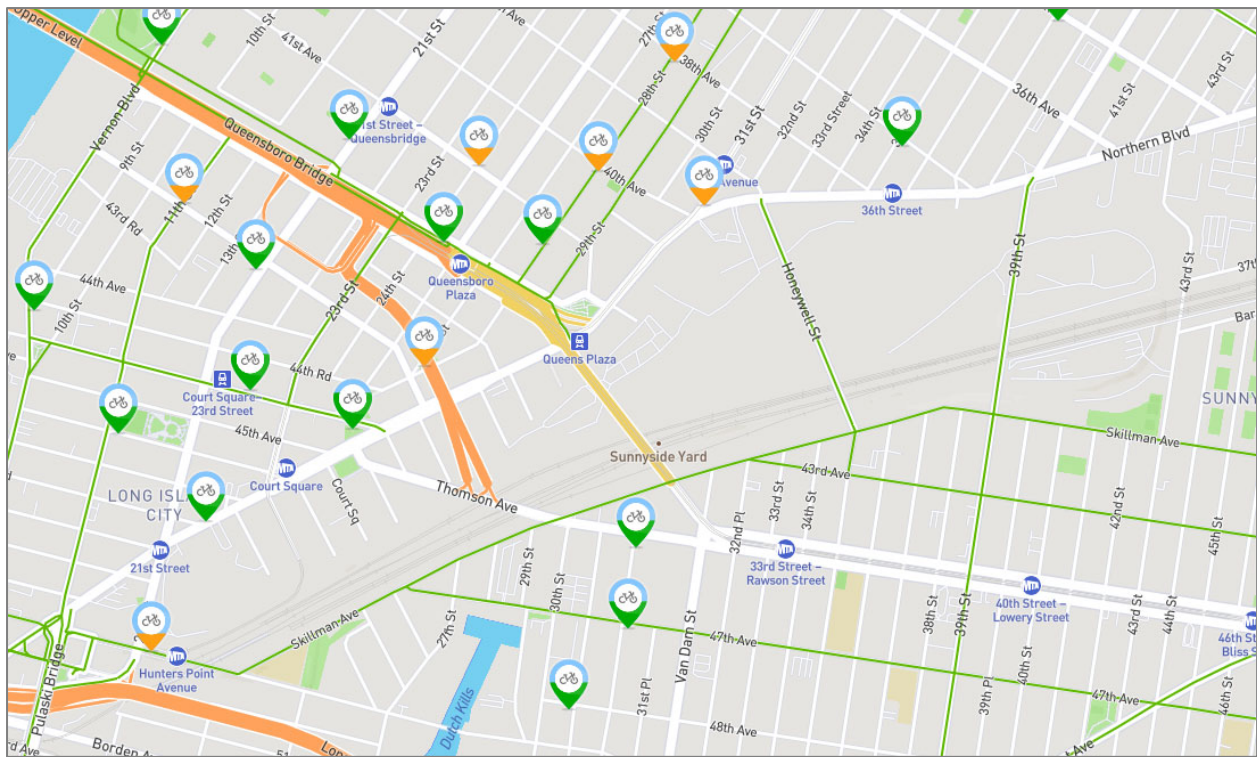 Upper Level
10th St
41st Ave
21st St
27th St
38th Ave
28th St
43rd St
36th Ave
41st St
Vernon Blvd
9th St
Queensboro Bridge
Queensbridge
23rd St
30th St
31st St
32nd St
33rd Street
34th St
Northern Blvd
11th
12th St
43rd Rd
13th
40th Ave
29th St
36th Street
39th St
43rd St
44th Ave
10th St
23rd St
24th St
Queensboro
Plaza
Honeywell St
37th
Queens Plaza
44th Rd
Court Square –
23rd Street
45th Ave
SUNNY
Skillman Ave
Sunnyside Yard
43rd Ave
Court Square
Court Sq
Thomson Ave
LONG ISL
CITY
33rd St
34th St
32nd Pl
42nd St
45th St
21st Street
29th St
30th St
33rd Street –
Rawson Street
40th Street –
Lowery Street
Skillman Ave
27th St
47th Ave
Van Dam St
38th St
39th St
40th St
43rd St
44th St
46th St
Bliss S
Hunters Point
Avenue
Pulaski Bridge
Dutch Kills
31st Pl
48th Ave
39th Pl
47th Ave
46th St
Borden